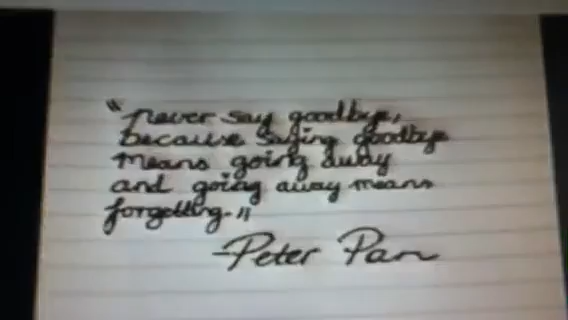 "never say goodbye,
because saying goodbye
means going away
and going away means
forgetting."
-Peter Pan